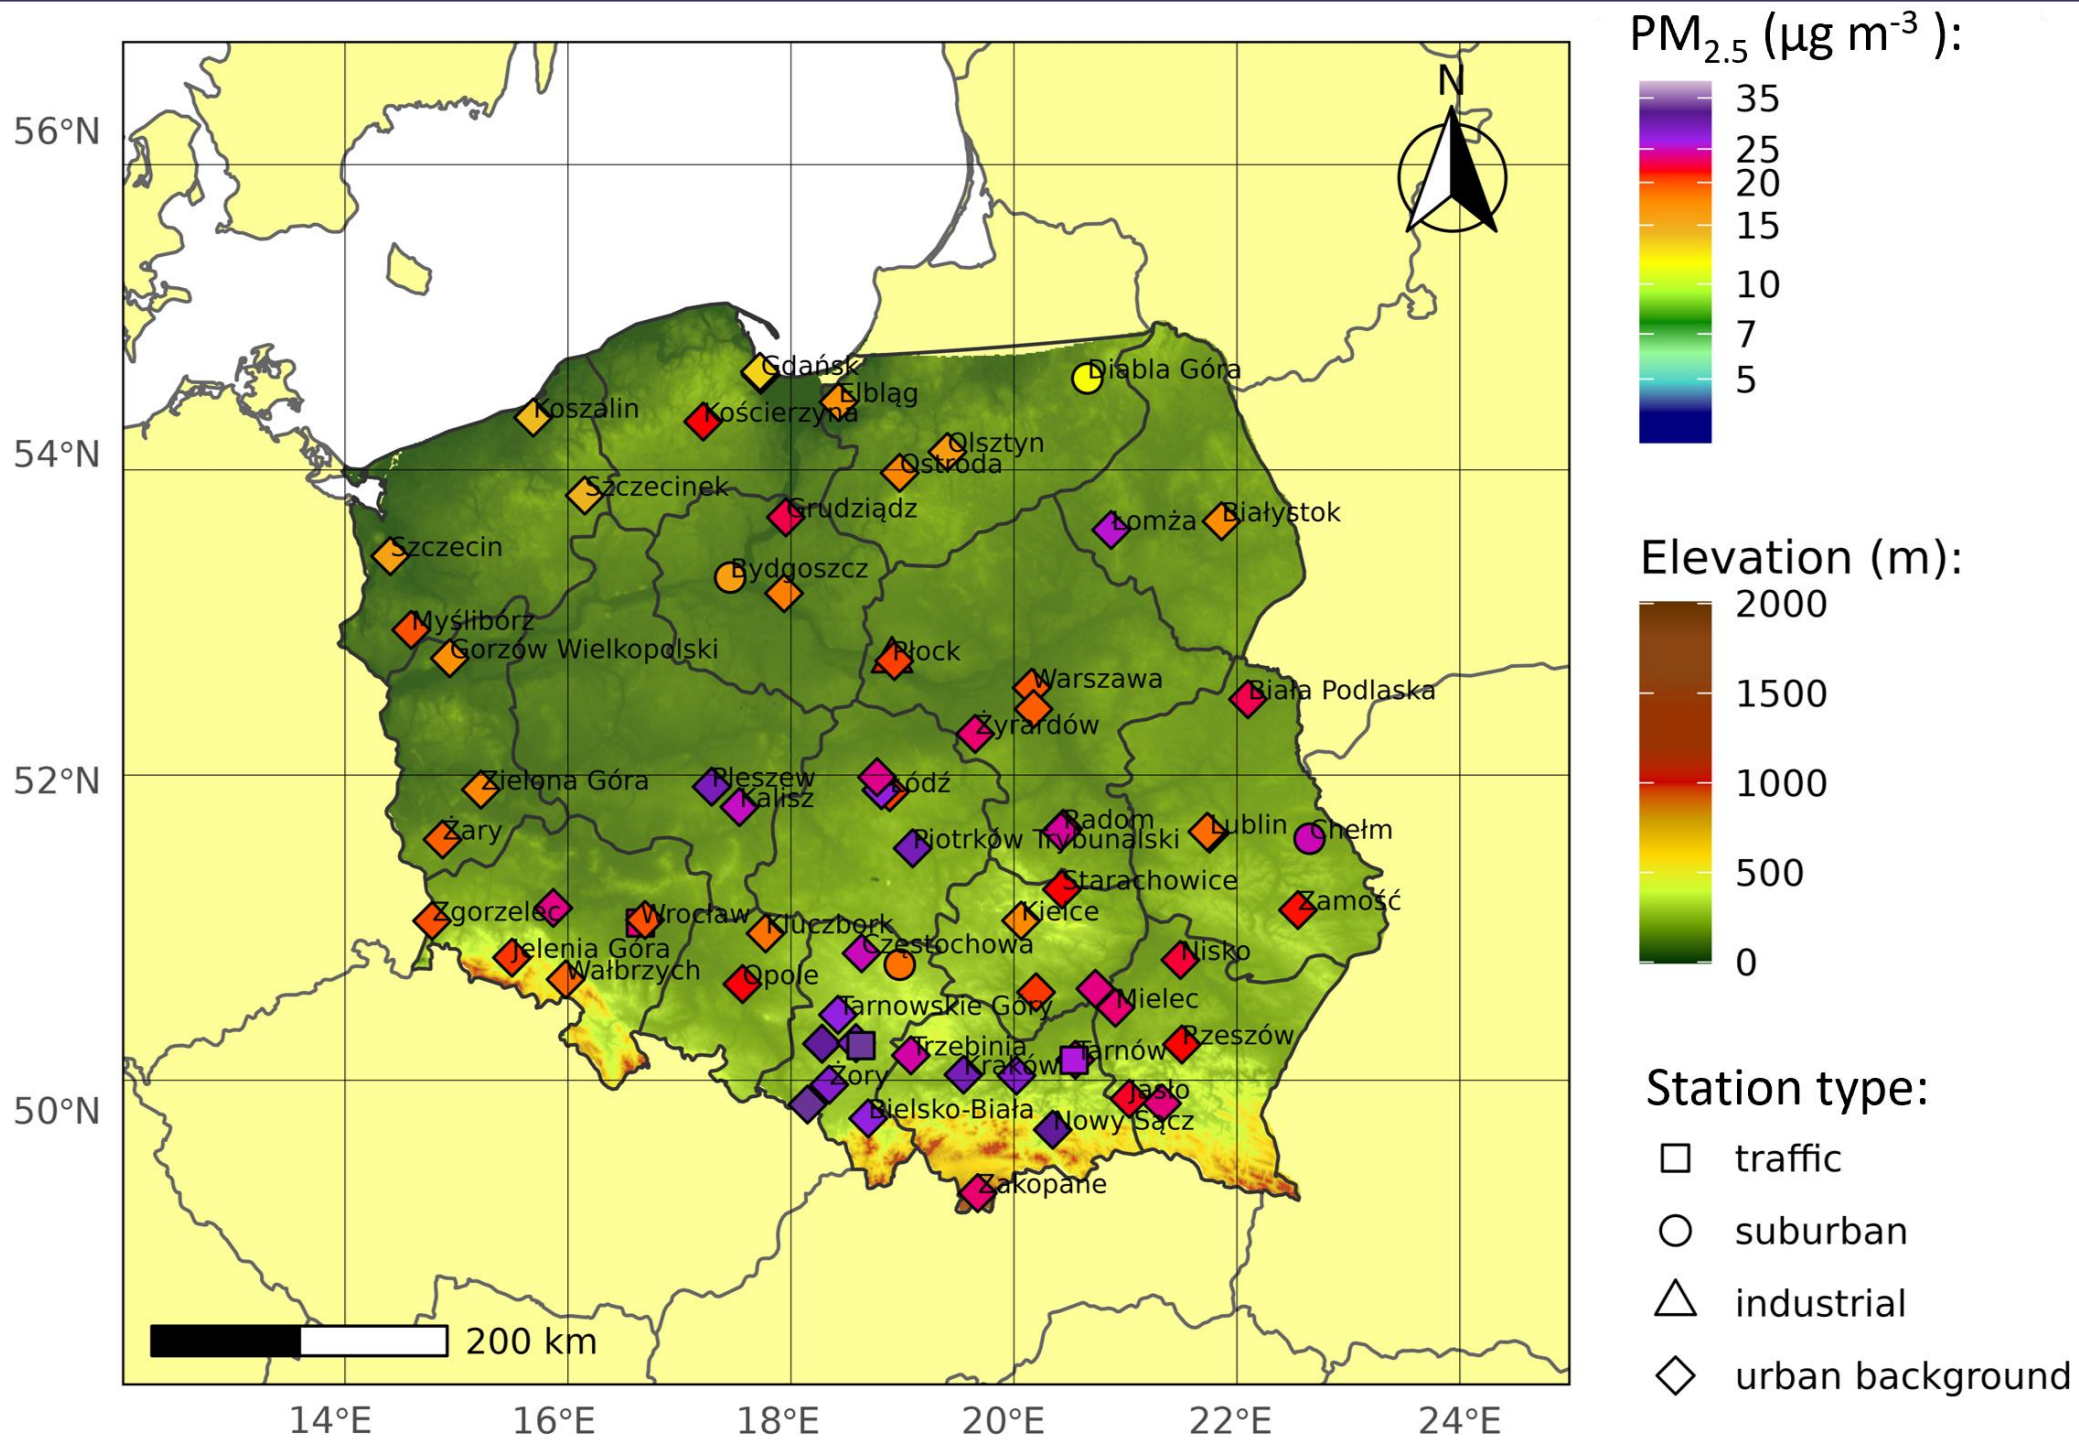 PM2.5 (µg m-3 ):
N
35
25
20
15
10
7
5
56°N
54°N
52°N
50°N
Gdańsk
Diabla Góra
Elbląg
Koszalin
Kościerzyna
Olsztyn
Ostróda
Szczecinek
Grudziądz
Łomża
Białystok
Szczecin
Bydgoszcz
Myślibórz
Gorzów Wielkopolski
Płock
Warszawa
Biała Podlaska
Żyrardów
Zielona Góra
Pleszew
Łódź
Kalisz
Żary
Radom
Lublin
Chełm
Piotrków Trybunalski
Starachowice
Zgorzelec
Wrocław
Kielce
Zamość
Kluczbork
Jelenia Góra
Częstochowa
Nisko
Wałbrzych
Opole
Tarnowskie Góry
Mielec
Rzeszów
Trzebinia
Tarnów
Kraków
Żory
Jasło
Bielsko-Biała
Nowy Sącz
Zakopane
200 km
14°E
16°E
18°E
20°E
22°E
24°E
Elevation (m):
2000
1500
1000
500
0
Station type:
traffic
suburban
industrial
urban background